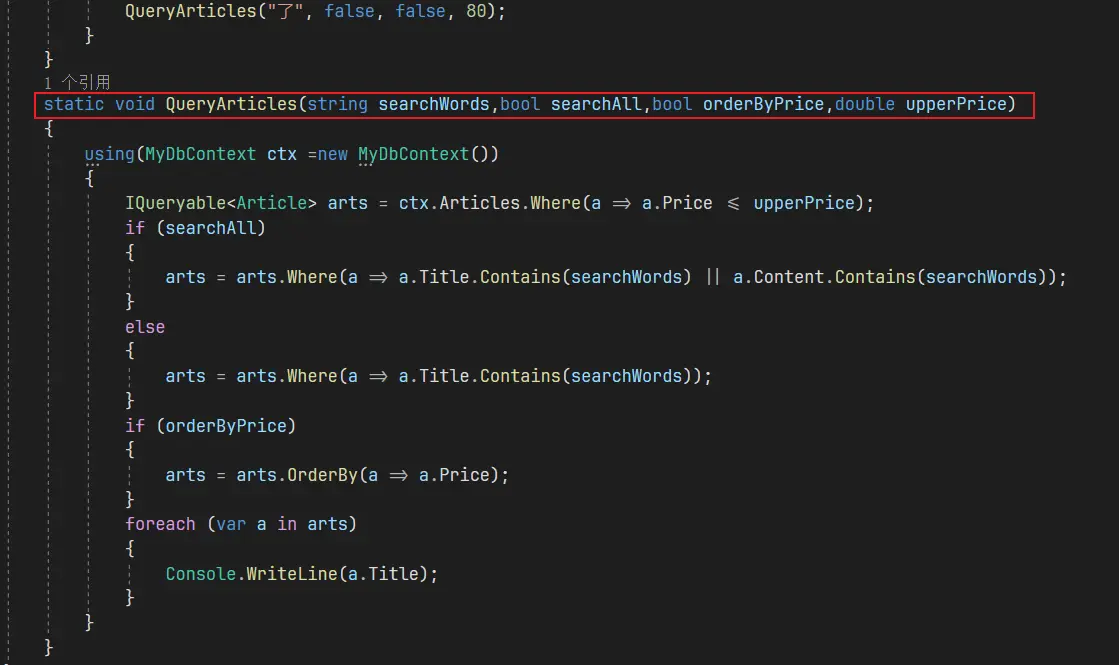 QueryArticles("了", false, false, 80);
}
}
1 个引用
static void QueryArticles(string searchWords,bool searchAll,bool orderByPrice,double upperPrice)
{
using(MyDbContext ctx =new MyDbContext())
{
IQueryable<Article> arts = ctx.Articles.Where(a => a.Price <= upperPrice);
if (searchAll)
{
arts = arts.Where(a => a.Title.Contains(searchWords) || a.Content.Contains(searchWords));
}
else
{
arts = arts.Where(a => a.Title.Contains(searchWords));
}
if (orderByPrice)
{
arts = arts.OrderBy(a => a.Price);
}
foreach (var a in arts)
{
Console.WriteLine(a.Title);
}
}
}